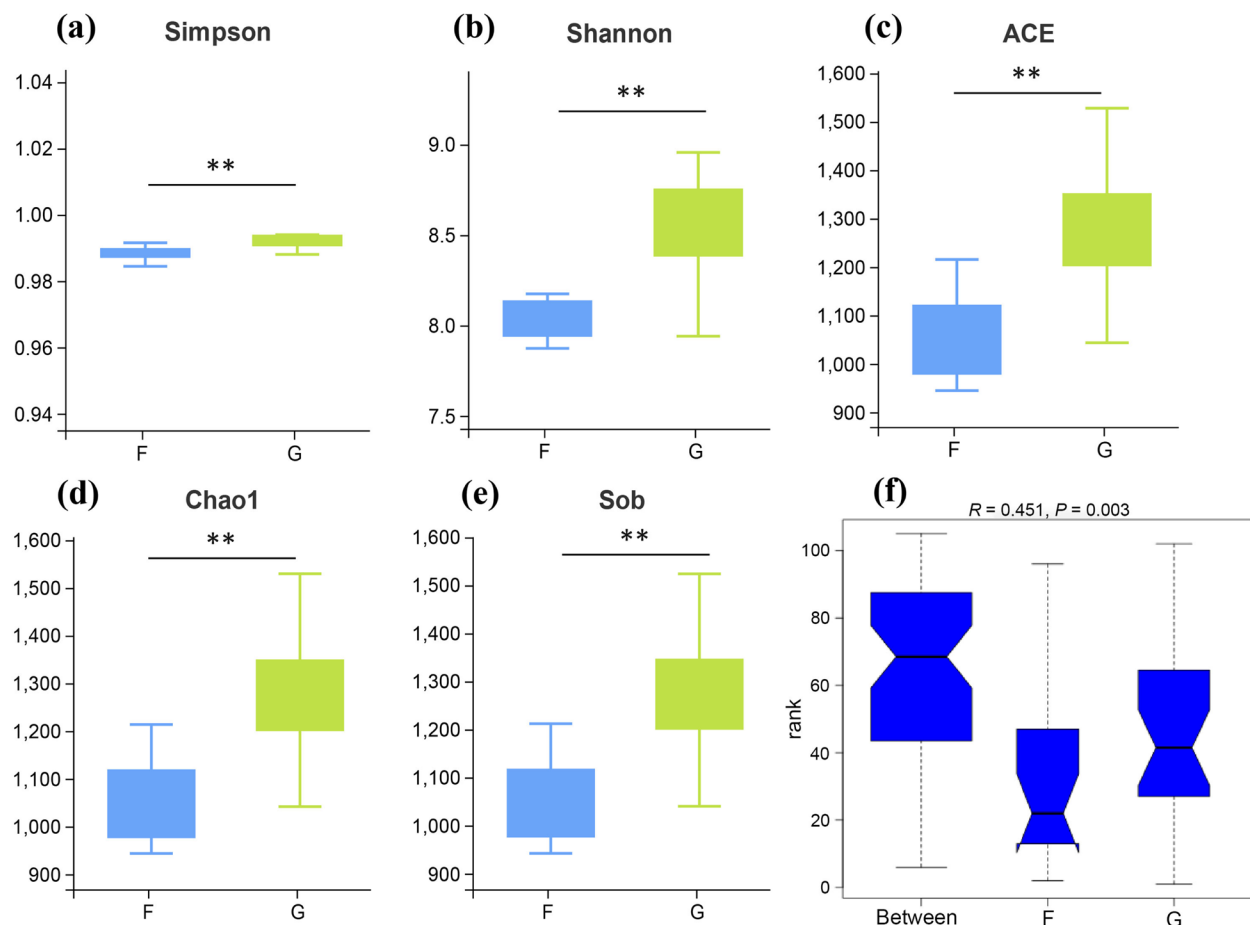 (a)
Simpson
1.04
1.02
1.00
0.98
0.96
0.94
**
F
G
(b)
Shannon
9.0
8.5
8.0
7.5
**
F
G
(c)
ACE
1,600
1,500
1,400
1,300
1,200
1,100
1,000
900
**
F
G
(d)
Chao1
1,600
1,500
1,400
1,300
1,200
1,100
1,000
900
**
F
G
(e)
Sob
1,600
1,500
1,400
1,300
1,200
1,100
1,000
900
**
F
G
(f)
R = 0.451, P = 0.003
rank
100
80
60
40
20
0
Between
F
G